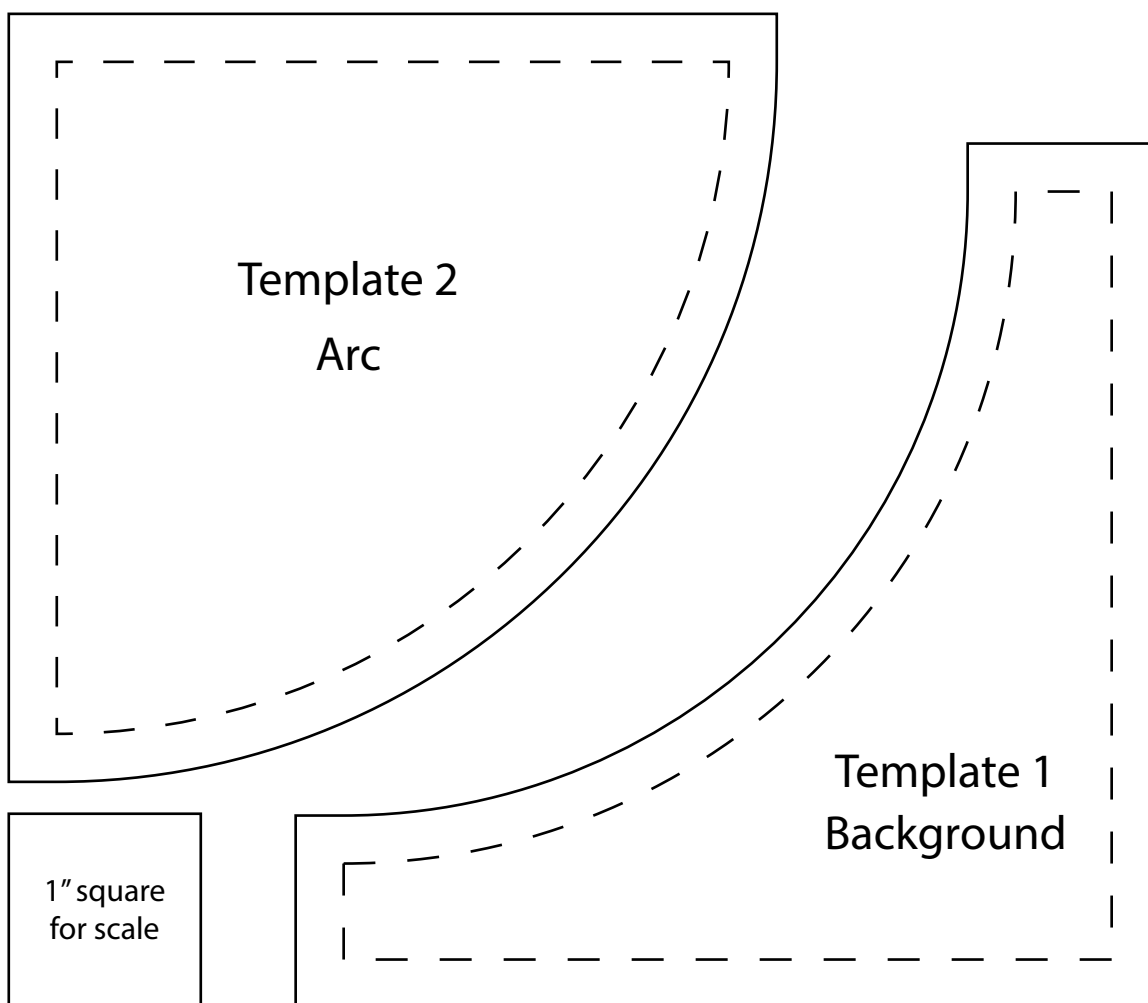 Template 2
Arc
Template 1
Background
1” square
for scale